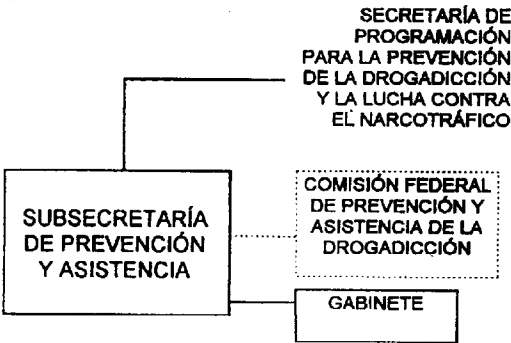 SECRETARÍA DE
PROGRAMACIÓN
PARA LA PREVENCIÓN
DE LA DROGADICCIÓN
Y LA LUCHA CONTRA
EL NARCOTRÁFICO
SUBSECRETARÍA
DE PREVENCIÓN
Y ASISTENCIA
COMISIÓN FEDERAL
DE PREVENCIÓN Y
ASISTENCIA DE LA
DROGADICCIÓN
GABINETE